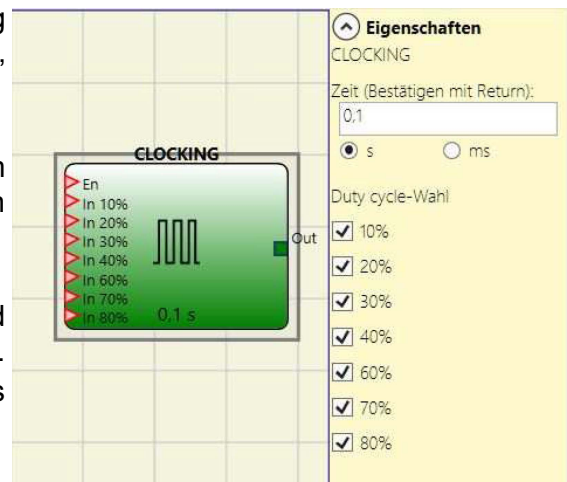 CLOCKING
En
In 10%
In 20%
In 30%
In 40%
In 60%
In 70%
In 80%
0,1 s
Out
Eigenschaften
CLOCKING
Zeit (Bestätigen mit Return):
0,1
s
ms
Duty cycle-Wahl
10%
20%
30%
40%
60%
70%
80%